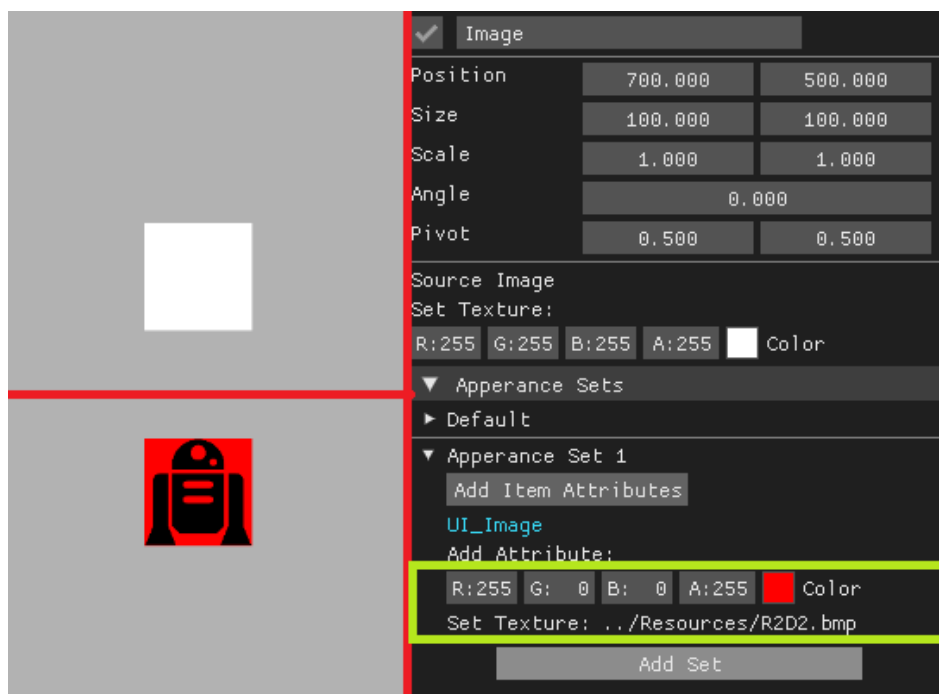 Image
Position 700.000 500.000
Size 100.000 100.000
Scale 1.000 1.000
Angle 0.000
Pivot 0.500 0.500
Source Image
Set Texture:
R:255 G:255 B:255 A:255 Color
Apperance Sets
Default
Apperance Set 1
Add Item Attributes
UI_Image
Add Attribute:
R:255 G: 0 B: 0 A:255 Color
Set Texture: ../Resources/R2D2.bmp
Add Set